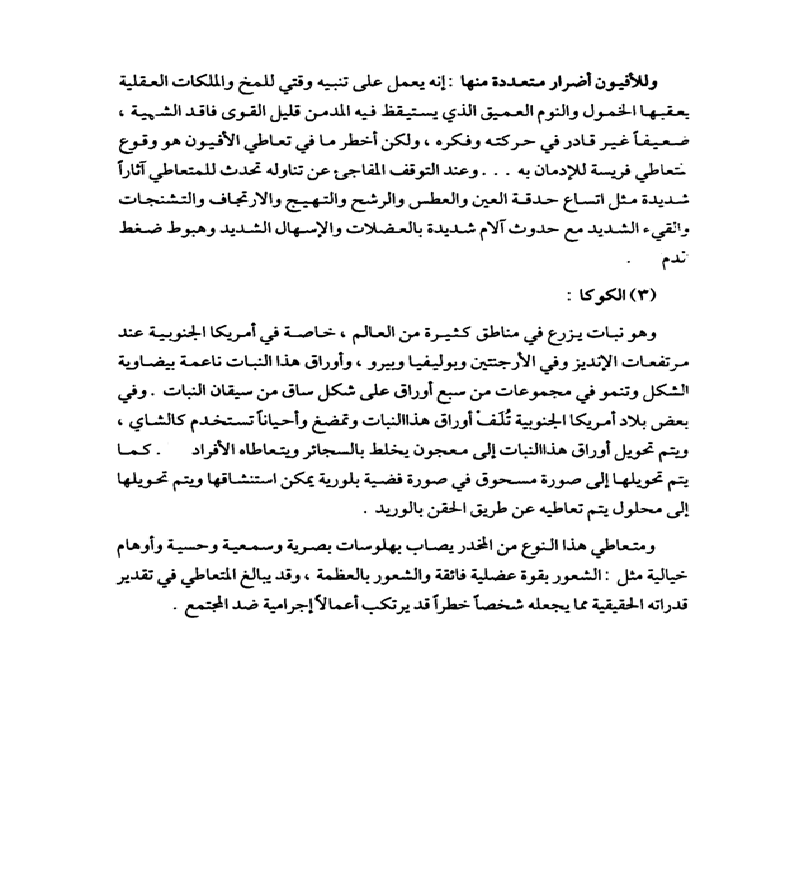 وللأفيون أضرار متعددة منها : إنه يعمل على تنبيه وقتي للمخ والملكات العقلية
يعقبها الخمول والنوم العميق الذي يستيقظ فيه المدمن قليل القوى فاقد الشهية ،
ضعيفاً غير قادر في حركته وفكره ، ولكن أخطر ما في تعاطي الأفيون هو وقوع
لمتعاطي فريسة للإدمان به . . . وعند التوقف المفاجئ عن تناوله تحدث للمتعاطي آثاراً
شديدة مثل اتساع حدقة العين والعطس والرشح والتهيج والارتجاف والتشنجات
والقيء الشديد مع حدوث آلام شديدة بالعضلات والإسهال الشديد وهبوط ضغط
لدم .
(٣) الكوكا :
وهو نبات يزرع في مناطق كثيرة من العالم ، خاصة في أمريكا الجنوبية عند
مرتفعات الإنديز وفي الأرجنتين وبوليفيا وبيرو ، وأوراق هذا النبات ناعمة بيضاوية
الشكل وتنمو في مجموعات من سبع أوراق على شكل ساق من سيقان النبات . وفي
بعض بلاد أمريكا الجنوبية تُلَفْ أوراق هذاالنبات وتمضغ وأحياناً تستخدم كالشاي ،
ويتم تحويل أوراق هذاالنبات إلى معجون يخلط بالسجائر ويتعاطاه الأفراد . كما
يتم تحويلها إلى صورة مسحوق في صورة فضية بلورية يمكن استنشاقها ويتم تحويلها
إلى محلول يتم تعاطيه عن طريق الحقن بالوريد .
ومتعاطي هذا النوع من المخدر يصاب بهلوسات بصرية وسمعية وحسية وأوهام
خيالية مثل : الشعور بقوة عضلية فائقة والشعور بالعظمة ، وقد يبالغ المتعاطي في تقدير
قدراته الحقيقية مما يجعله شخصاً خطراً قد يرتكب أعمالاً إجرامية ضد المجتمع .